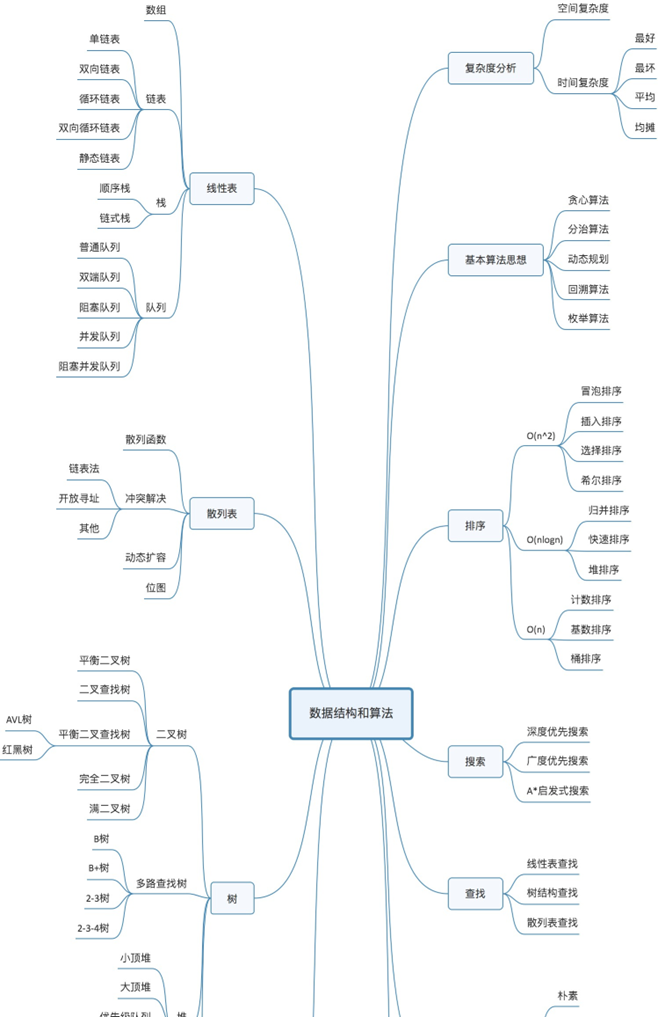 数据结构和算法
线性表
数组
链表
单链表
双向链表
循环链表
双向循环链表
静态链表
栈
顺序栈
链式栈
队列
普通队列
双端队列
阻塞队列
并发队列
阻塞并发队列
散列表
散列函数
冲突解决
链表法
开放寻址
其他
动态扩容
位图
树
二叉树
平衡二叉树
二叉查找树
平衡二叉查找树
AVL树
红黑树
完全二叉树
满二叉树
多路查找树
B树
B+树
2-3树
2-3-4树
堆
小顶堆
大顶堆
优先级队列
复杂度分析
空间复杂度
时间复杂度
最好
最坏
平均
均摊
基本算法思想
贪心算法
分治算法
动态规划
回溯算法
枚举算法
排序
O(n^2)
冒泡排序
插入排序
选择排序
希尔排序
O(nlogn)
归并排序
快速排序
堆排序
O(n)
计数排序
基数排序
桶排序
搜索
深度优先搜索
广度优先搜索
A*启发式搜索
查找
线性表查找
树结构查找
散列表查找
朴素